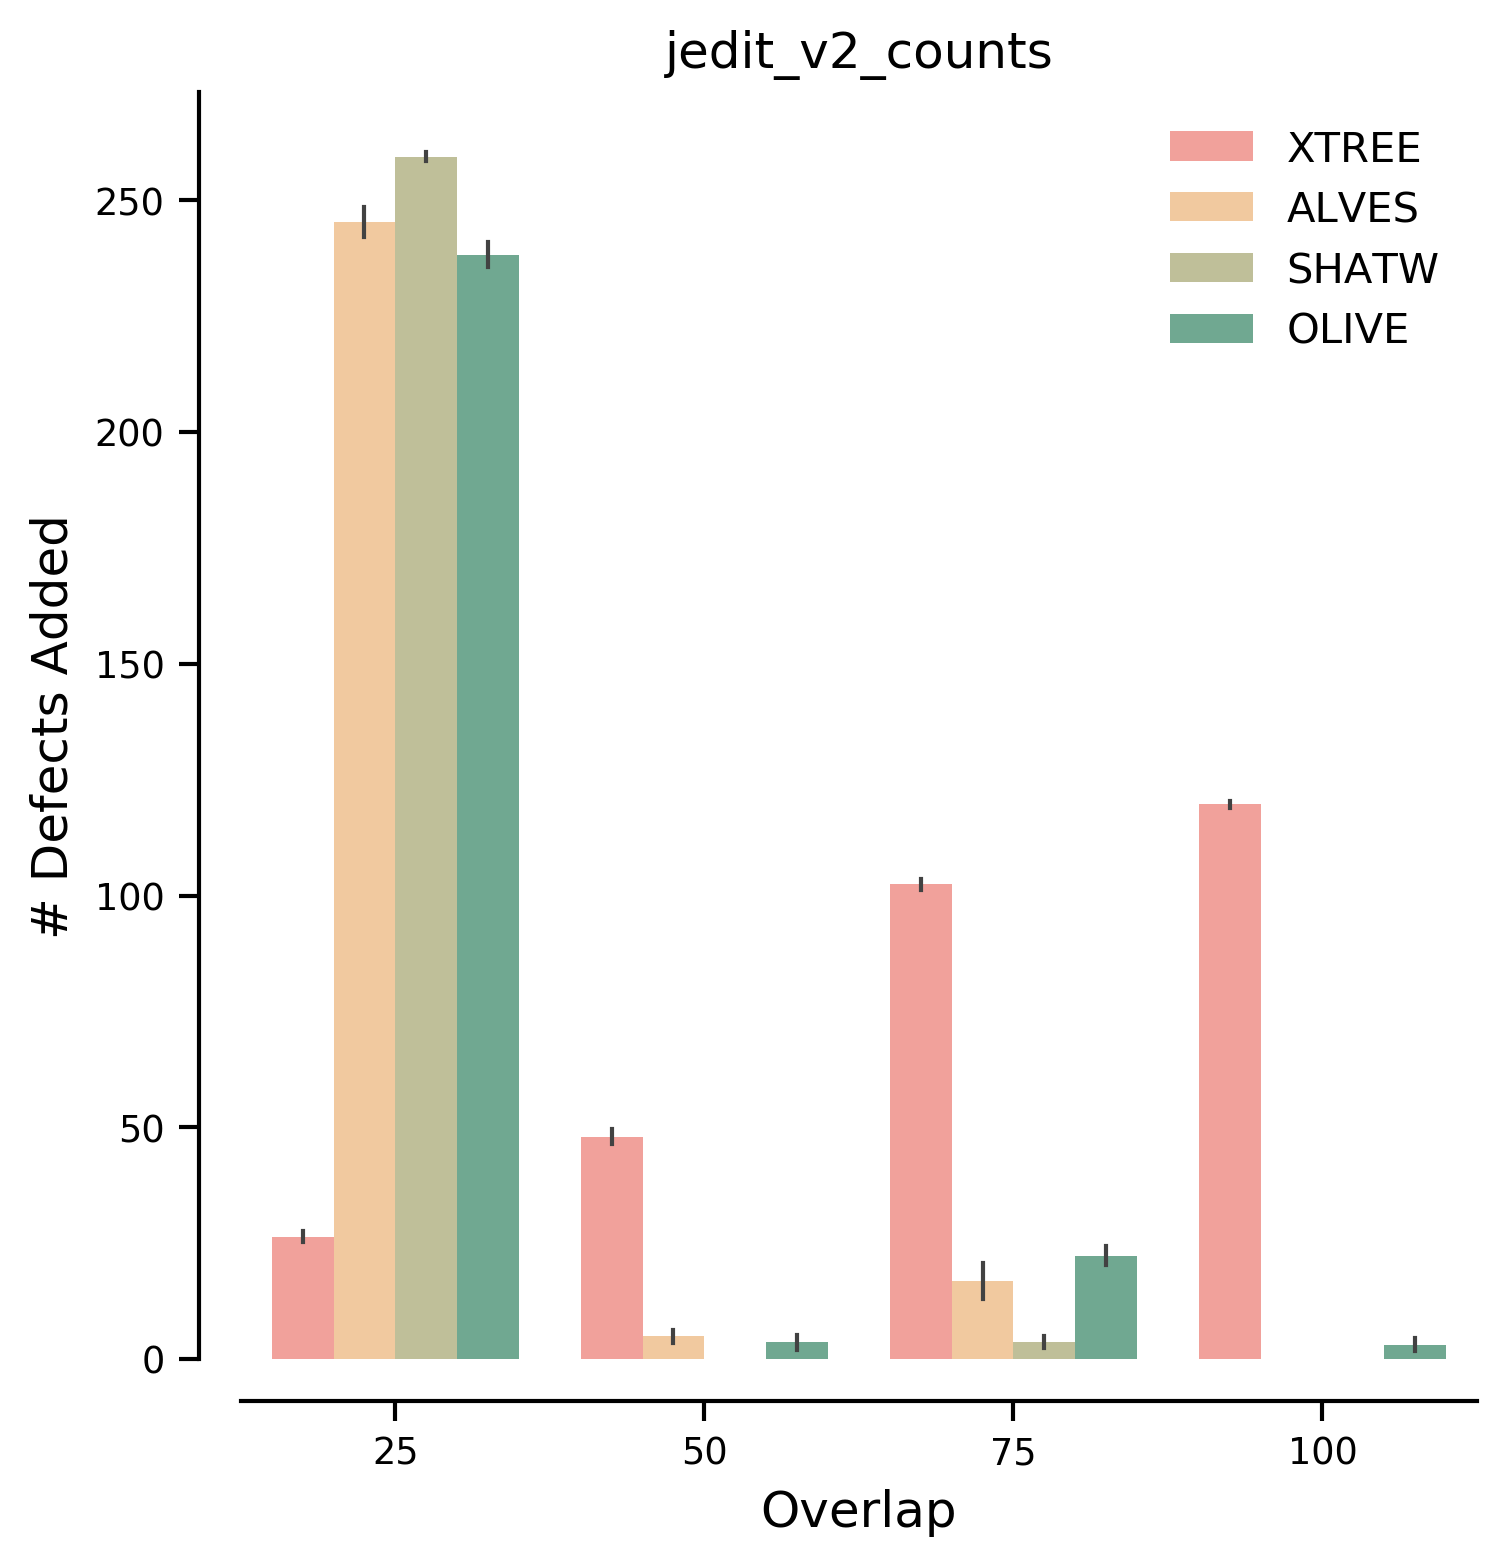 jedit_v2_counts
XTREE
ALVES
SHATW
OLIVE
# Defects Added
250
200
150
100
50
0
25 50 75 100
Overlap